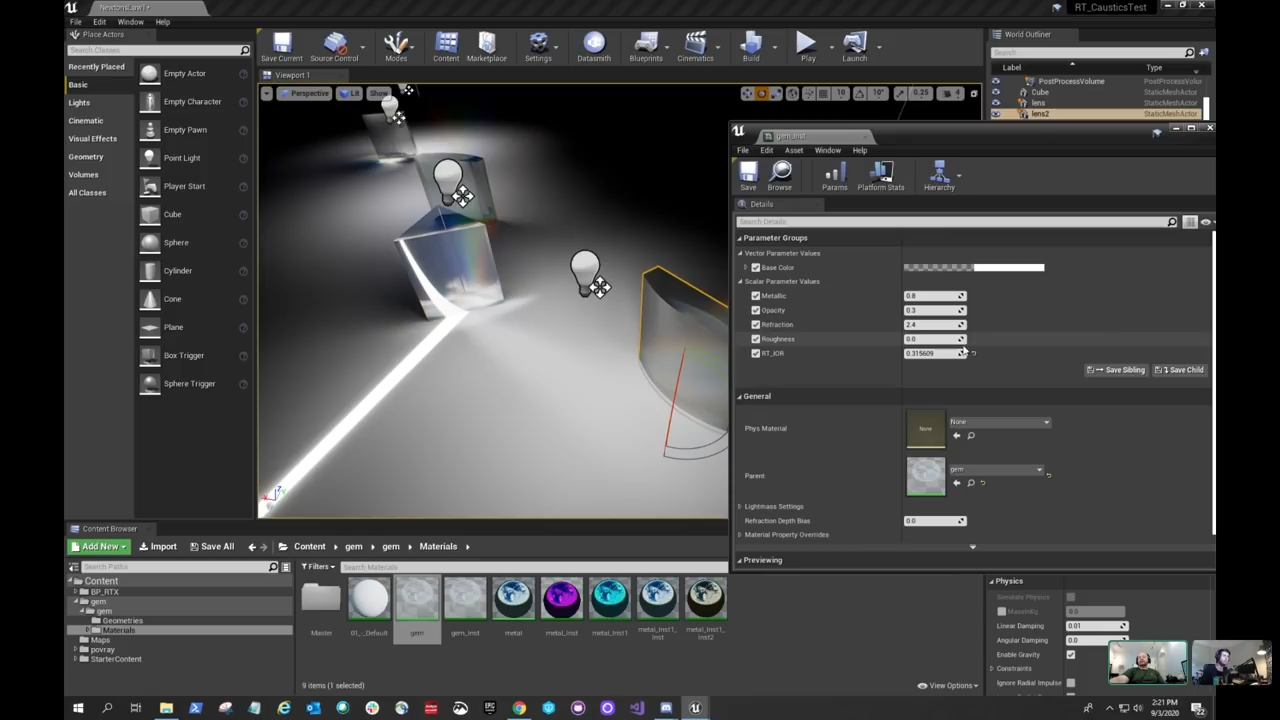 NewtonsLaw1•
RT_CausticsTest
File Edit Window Help
Place Actors
Search Classes
Recently Placed
Basic
Lights
Cinematic
Visual Effects
Geometry
Volumes
All Classes
Empty Actor
Empty Character
Empty Pawn
Point Light
Player Start
Cube
Sphere
Cylinder
Cone
Plane
Box Trigger
Sphere Trigger
Save Current
Source Control
Modes
Content
Marketplace
Settings
Datasmith
Blueprints
Cinematics
Build
Play
Launch
Viewport 1
Perspective Lit Show
10 10° 0.25 4
World Outliner
Search...
Label Type
PostProcessVolume PostProcessVolu
Cube StaticMeshActor
lens StaticMeshActor
lens2 StaticMeshActor
gem_Inst
File Edit Asset Window Help
Save Browse Params Platform Stats Hierarchy
Details
Search Details
Parameter Groups
Vector Parameter Values
Base Color
Scalar Parameter Values
Metallic 0.8
Opacity 0.3
Refraction 2.4
Roughness 0.0
RT_IOR 0.315609
Save Sibling Save Child
General
Phys Material None None
Parent gem
Lightmass Settings
Refraction Depth Bias 0.0
Material Property Overrides
Previewing
Content Browser
Add New Import Save All Content gem gem Materials
Search Paths
Filters Search Materials
Content
BP_RTX
gem
gem
Geometries
Materials
Maps
povray
StarterContent
Master
01_-_Default
gem
gem_Inst
metal
metal_Inst
metal_Inst1
metal_Inst1_Inst
metal_Inst1_Inst2
9 items (1 selected)
View Options
Physics
Simulate Physics
MassInKg 0.0
Linear Damping 0.01
Angular Damping 0.0
Enable Gravity
Constraints
Ignore Radial Impulse
2:21 PM
9/3/2020
22